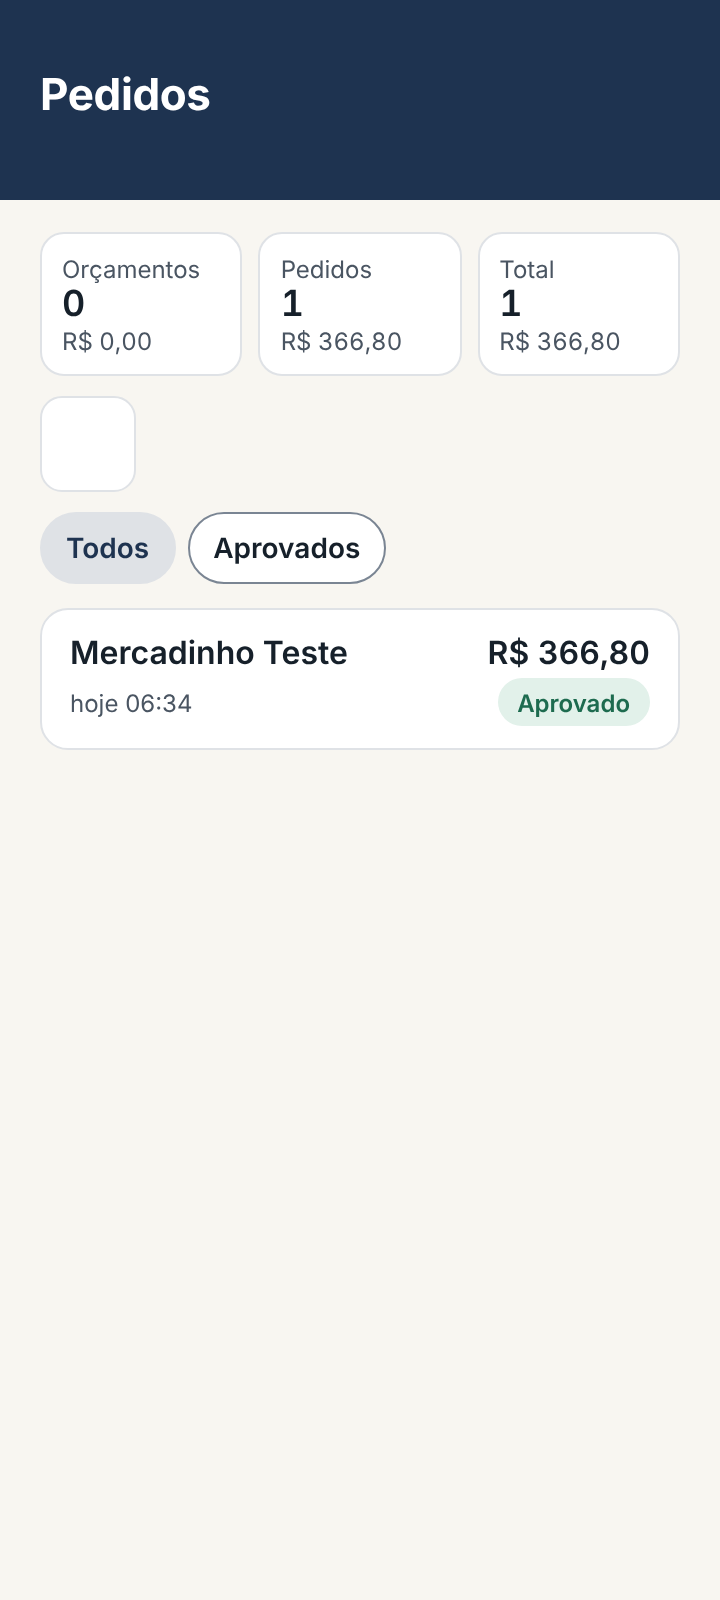 Pedidos
Orçamentos
0
R$ 0,00
Pedidos
1
R$ 366,80
Total
1
R$ 366,80
Todos
Aprovados
Mercadinho Teste
R$ 366,80
hoje 06:34
Aprovado